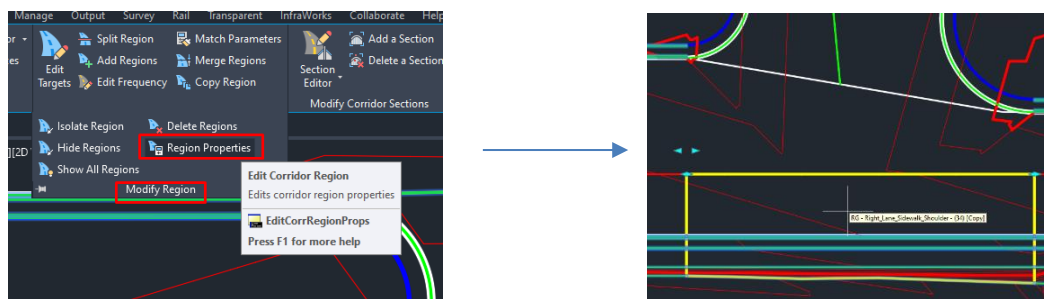 Manage Output Survey Rail Transparent InfraWorks Collaborate Help
Split Region Match Parameters Add a Section
Edit Targets Add Regions Merge Regions Section Editor Delete a Section
Edit Frequency Copy Region
Modify Corridor Sections
Isolate Region Delete Regions
][2D Hide Regions Region Properties
Show All Regions
Modify Region
Edit Corridor Region
Edits corridor region properties
EditCorrRegionProps
Press F1 for more help
RG - Right_Lane_Sidewalk_Shoulder - (34) [Copy]